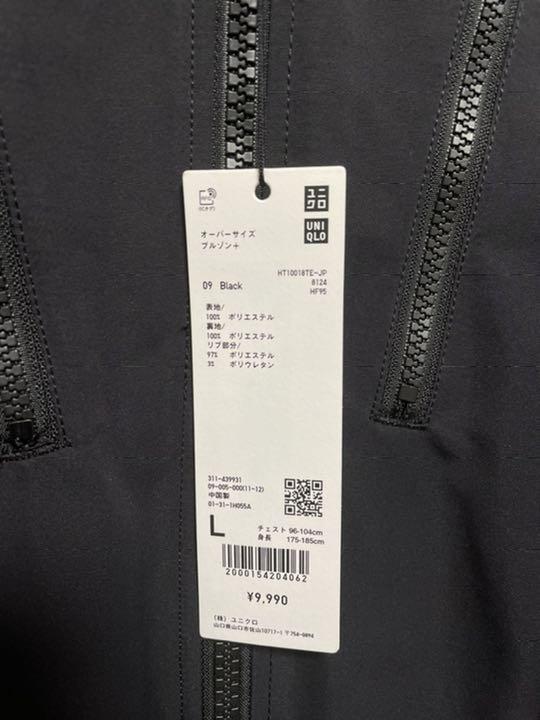 ユニ
クロ
UNI
QLO
オーバーサイズ
ブルゾン+
HT10018TE-JP
8124
HF95
09 Black
表地/
100% ポリエステル
裏地/
100% ポリエステル
リブ部分/
97% ポリエステル
3% ポリウレタン
311-439931
09-005-000(11-12)
中国製
01-31-1H055A
L
チェスト 96-104cm
身長 175-185cm
2000154204062
¥9,990
(株) ユニクロ
山口県山口市佐山10717-1 〒754-0894